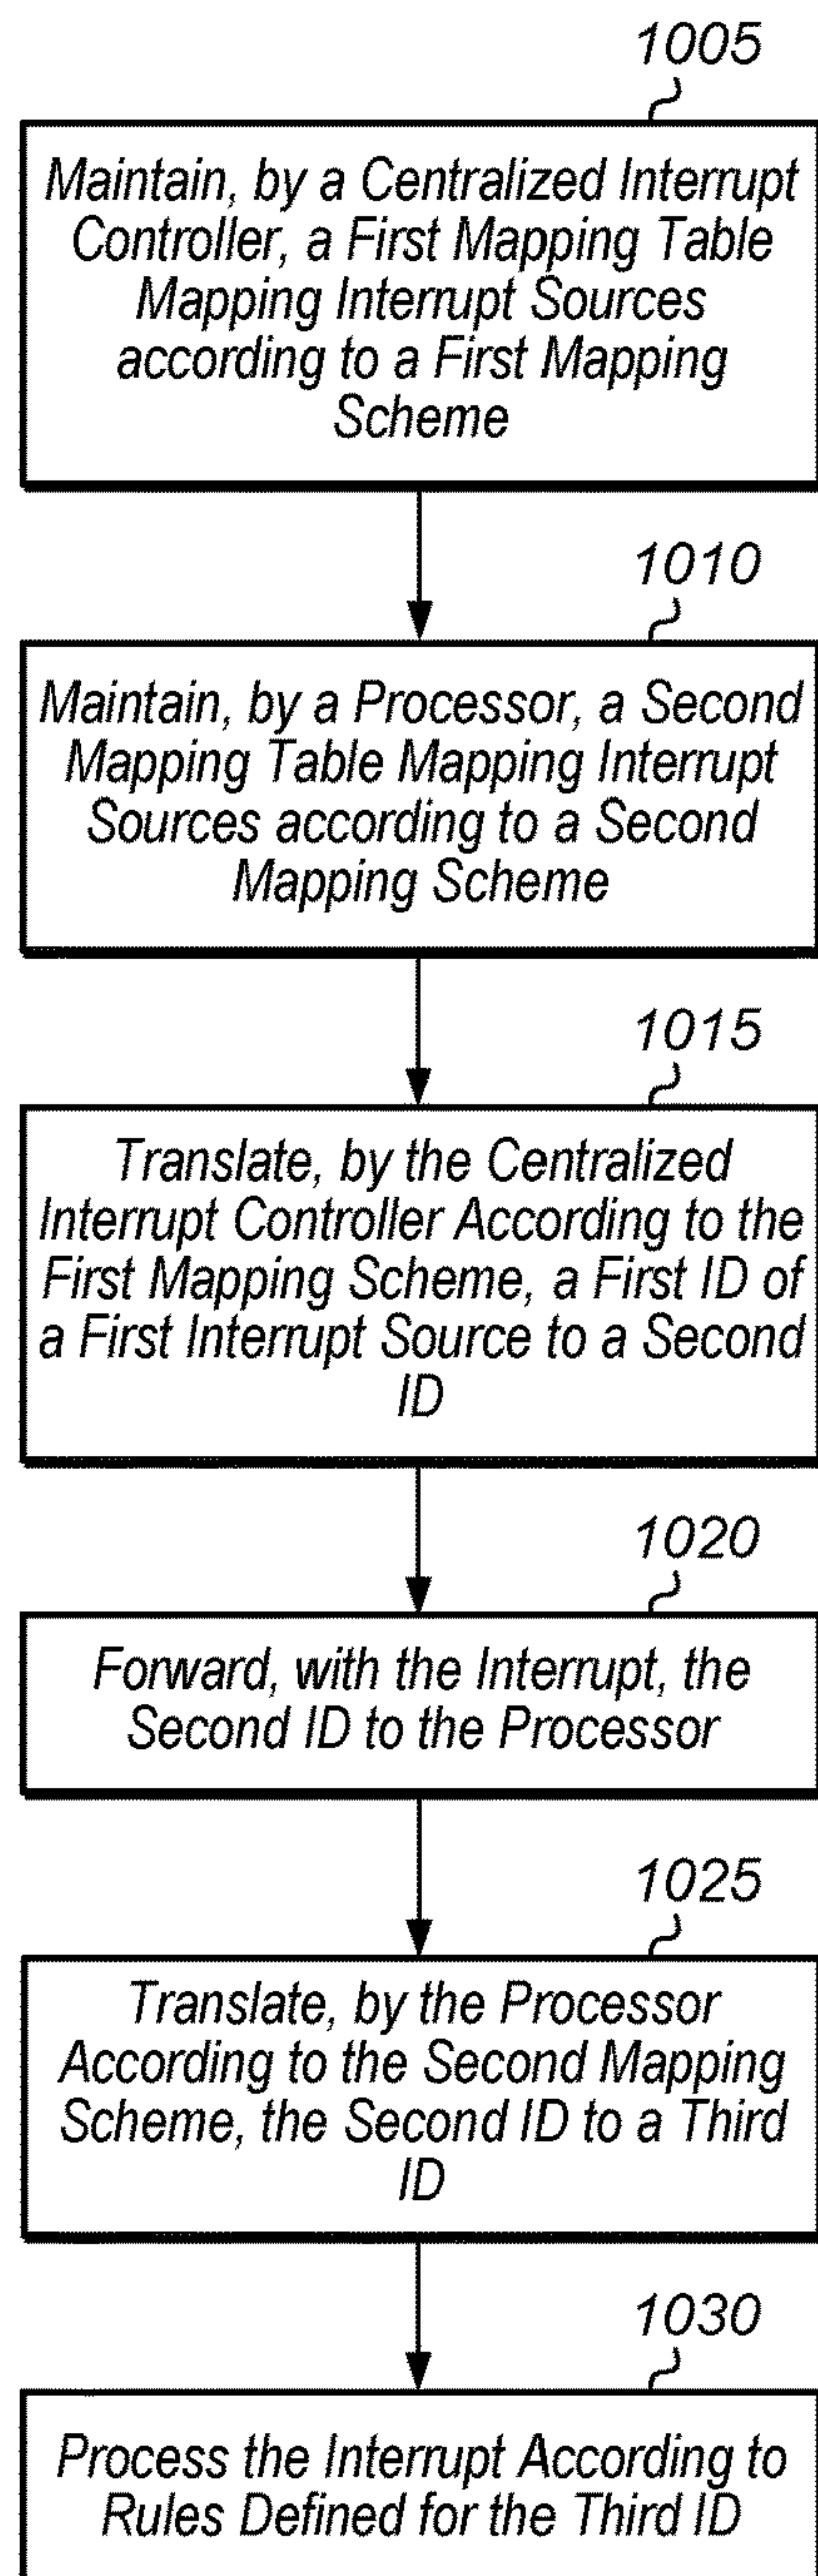 1005
Maintain, by a Centralized Interrupt
Controller, a First Mapping Table
Mapping Interrupt Sources
according to a First Mapping
Scheme
1010
Maintain, by a Processor, a Second
Mapping Table Mapping Interrupt
Sources according to a Second
Mapping Scheme
1015
Translate, by the Centralized
Interrupt Controller According to the
First Mapping Scheme, a First ID of
a First Interrupt Source to a Second
ID
1020
Forward, with the Interrupt, the
Second ID to the Processor
1025
Translate, by the Processor
According to the Second Mapping
Scheme, the Second ID to a Third
ID
1030
Process the Interrupt According to
Rules Defined for the Third ID